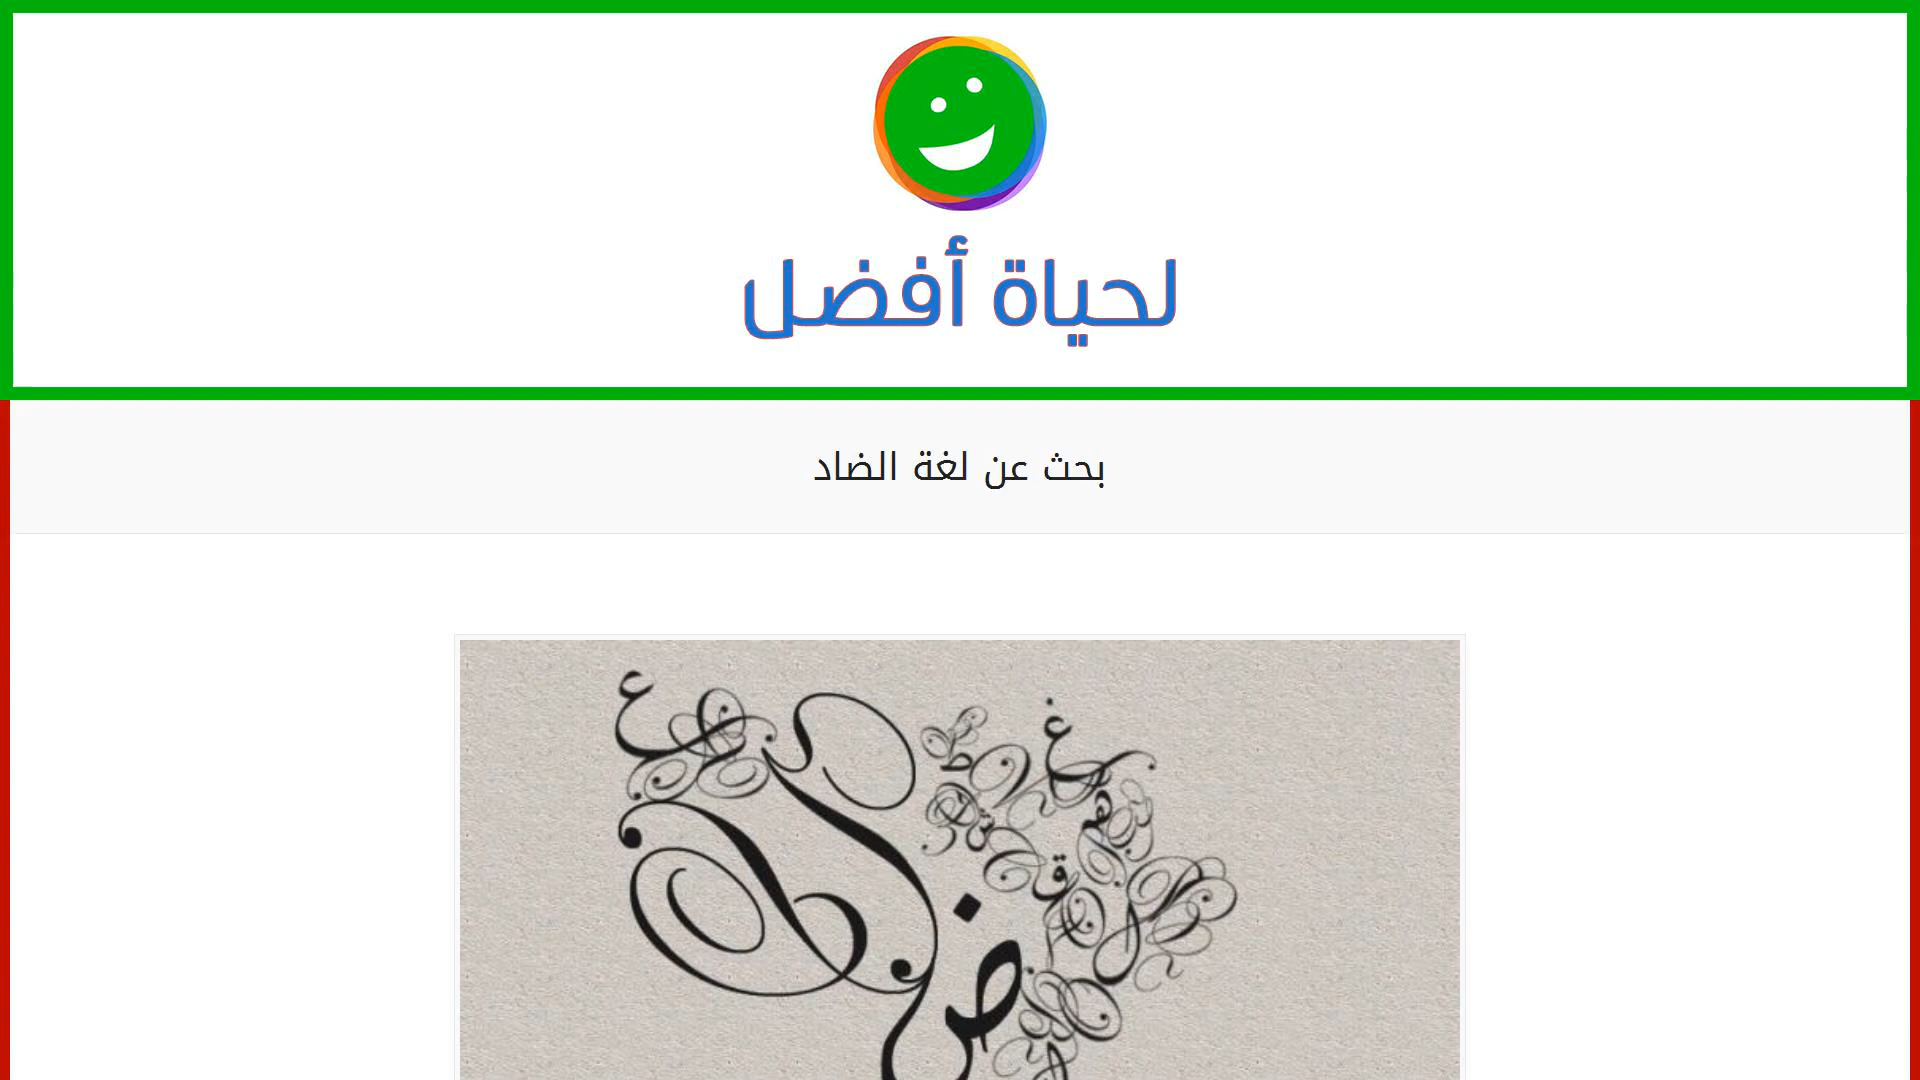 لحياة أفضل
بحث عن لغة الضاد
ع
غ
ط
ش
ه
ق
ض